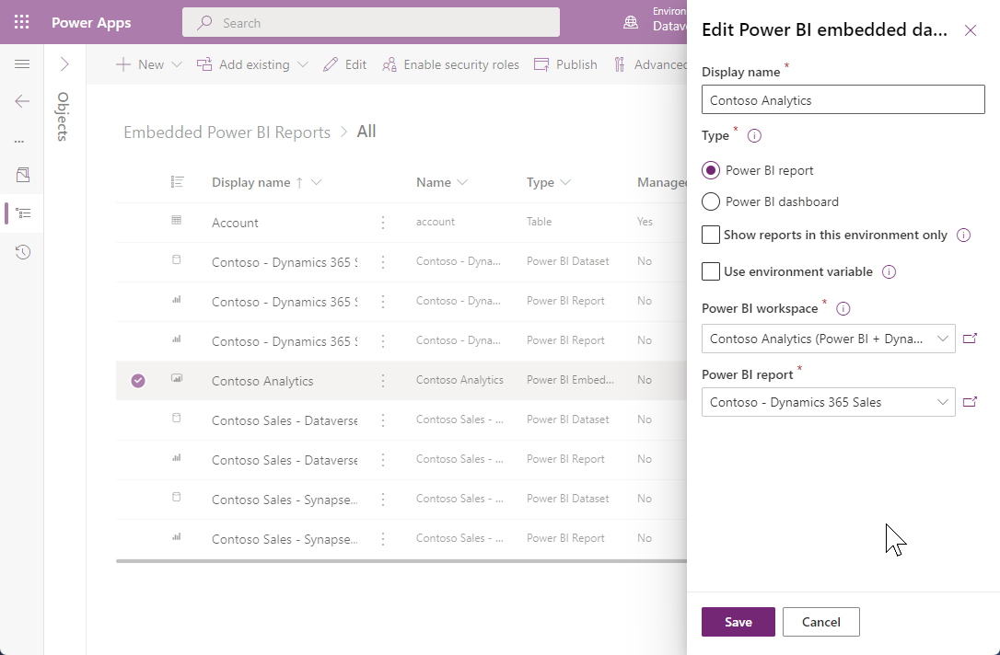 Power Apps
Search
Environ
Datave
New
Add existing
Edit
Enable security roles
Publish
Advanced
Objects
...
Embedded Power BI Reports > All
Display name ↑ Name Type Managed
Account account Table Yes
Contoso - Dynamics 365 S Contoso - Dyna... Power BI Dataset No
Contoso - Dynamics 365 S Contoso - Dyna... Power BI Report No
Contoso - Dynamics 365 S Contoso - Dyna... Power BI Report No
Contoso Analytics Contoso Analytics Power BI Embed... No
Contoso Sales - Dataverse Contoso Sales - ... Power BI Dataset No
Contoso Sales - Dataverse Contoso Sales - ... Power BI Report No
Contoso Sales - Synapse... Contoso Sales - ... Power BI Dataset No
Contoso Sales - Synapse... Contoso Sales - ... Power BI Report No
Edit Power BI embedded da...
Display name *
Contoso Analytics
Type *
Power BI report
Power BI dashboard
Show reports in this environment only
Use environment variable
Power BI workspace *
Contoso Analytics (Power BI + Dyna...
Power BI report *
Contoso - Dynamics 365 Sales
Save
Cancel